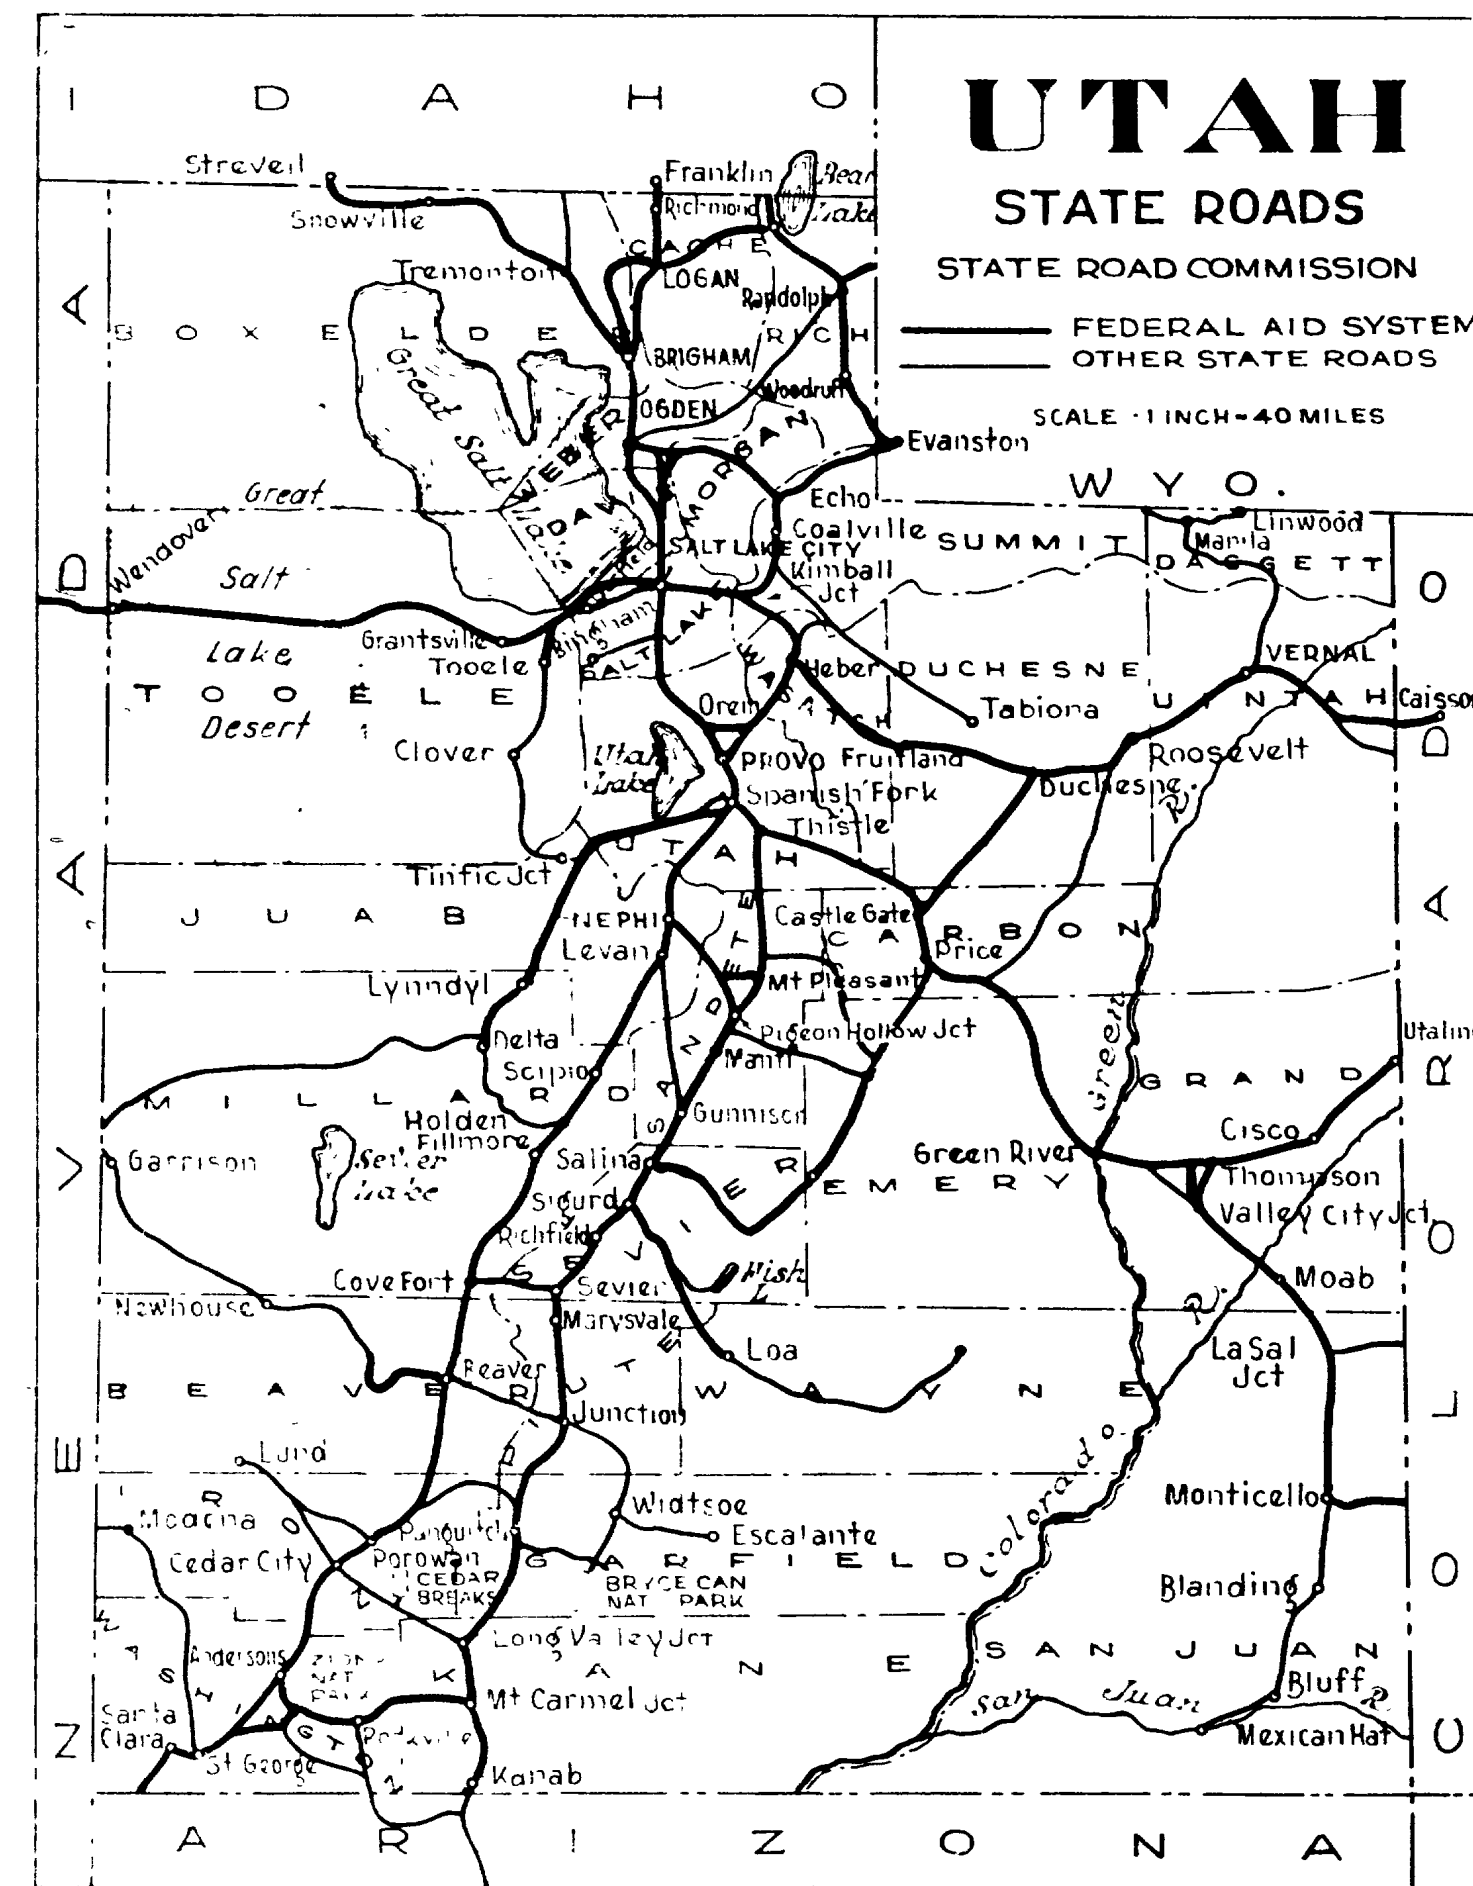 IDAHO
UTAH
STATE ROADS
STATE ROAD COMMISSION
FEDERAL AID SYSTEM
OTHER STATE ROADS
SCALE - 1 INCH - 40 MILES
Strevell
Snowville
Franklin
Richmond
Bear
Lake
CACHE
Tremonton
LOGAN
Randolph
BOX ELDER
RICH
BRIGHAM
Woodruff
Great Salt
Lake
OGDEN
WEBER
MORGAN
Evanston
WYO.
Echo
Coalville
Linwood
Manila
SUMMIT
DAGGETT
Great
Salt
Lake
Desert
Wendover
DAVIS
SALT LAKE CITY
Kimball
Jct
Grantsville
Bingham
Tooele
SALT LAKE
TOOELE
WASATCH
Heber
DUCHESNE
VERNAL
UINTAH
Tabiona
Orem
Clover
Utah
Lake
PROVO
Fruitland
Roosevelt
Duchesne
Spanish Fork
Thistle
UTAH
Tintic Jct
JUAB
NEPHI
Levan
Castle Gate
CARBON
Price
Lynndyl
Mt Pleasant
Pigeon Hollow Jct
SANPETE
Manti
Delta
Scipio
MILLARD
Holden
Fillmore
Gunnison
Green
R.
GRAND
Cisco
Green River
Garrison
Sevier
Lake
Salina
Sigurd
EMERY
Thompson
Valley City Jct
Richfield
SEVIER
Cove Fort
Sevier
Fish
L
Moab
Newhouse
Marysvale
Loa
La Sal
Jct
Beaver
BEAVER
WAYNE
PIUTE
Junction
Lund
Widtsoe
Escalante
Monticello
IRON
Panguitch
Cedar City
Parowan
CEDAR
BREAKS
GARFIELD
BRYCE CAN
NAT PARK
Colorado
R.
Blanding
Long Valley Jct
Andersons
ZION
NAT
PARK
KANE
SAN JUAN
Mt Carmel Jct
San Juan R
Bluff
Santa
Clara
Mexican Hat
WASHINGTON
St George
Kanab
NEVADA
COLORADO
ARIZONA